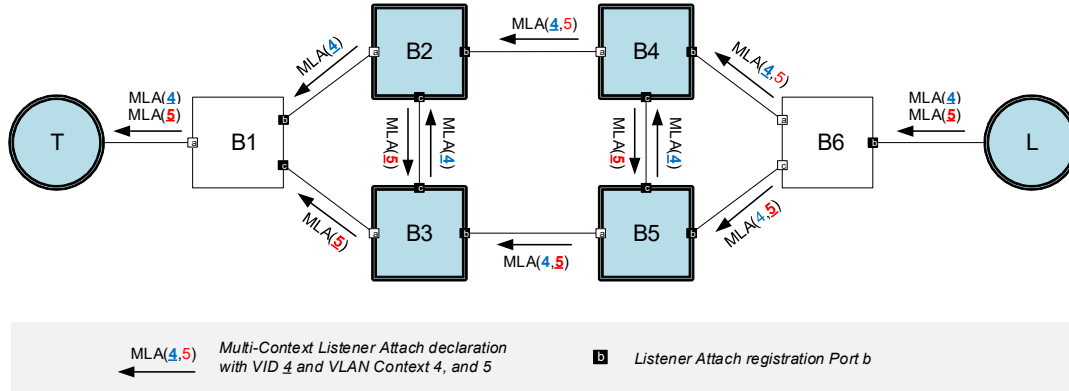 MLA(4,5)
MLA(4)
B2
a
b
B4
a
b
MLA(4,5)
c
c
MLA(4)
MLA(5)
T
a
B1
b
c
MLA(5)
MLA(4)
MLA(5)
MLA(4)
a
B6
b
c
MLA(4)
MLA(5)
L
c
c
MLA(5)
a
B3
b
a
B5
b
MLA(4,5)
MLA(4,5)
MLA(4,5)
Multi-Context Listener Attach declaration
with VID 4 and VLAN Context 4, and 5
b
Listener Attach registration Port b